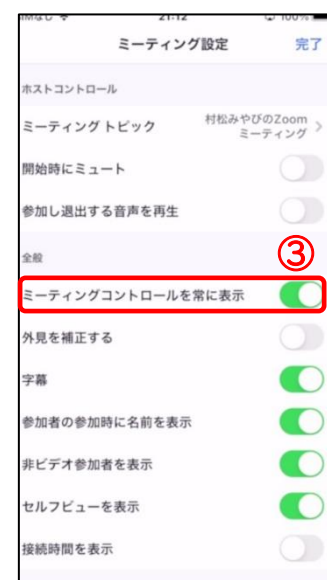 21:12
100%
ミーティング設定
完了
ホストコントロール
ミーティングトピック
村松みやびのZoom
ミーティング
開始時にミュート
参加し退出する音声を再生
全般
③
ミーティングコントロールを常に表示
外見を補正する
字幕
参加者の参加時に名前を表示
非ビデオ参加者を表示
セルフビューを表示
接続時間を表示